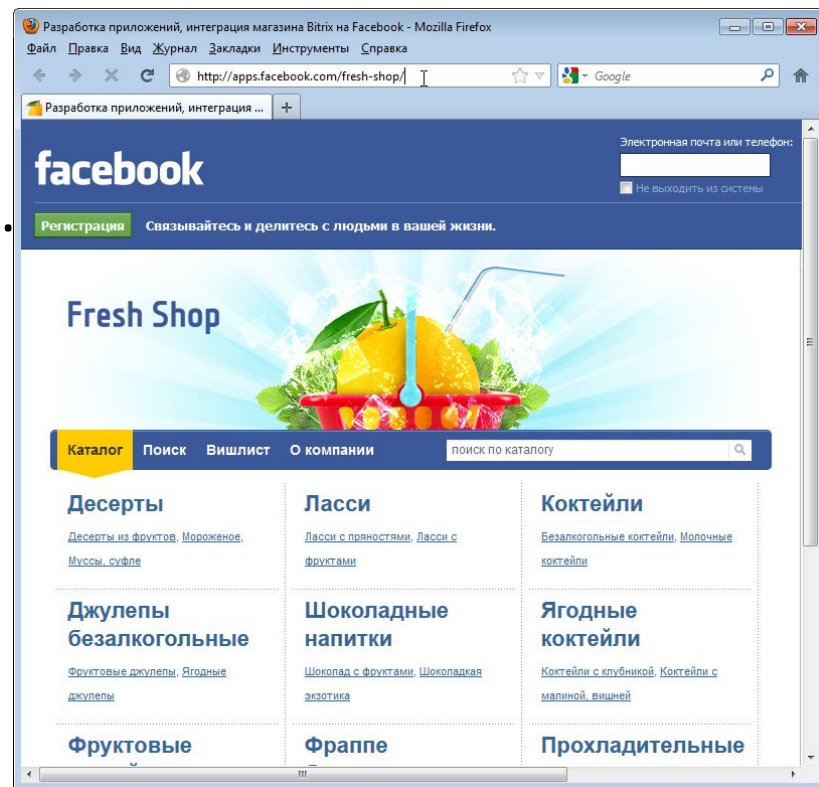 Разработка приложений, интеграция магазина Bitrix на Facebook - Mozilla Firefox
Файл Правка Вид Журнал Закладки Инструменты Справка
http://apps.facebook.com/fresh-shop/ Google
Разработка приложений, интеграция ... +
Электронная почта или телефон:
facebook
Не выходить из системы
Регистрация Связывайтесь и делитесь с людьми в вашей жизни.
Fresh Shop
Каталог Поиск Вишлист О компании поиск по каталогу
Десерты Ласси Коктейли
Десерты из фруктов, Мороженое, Ласси с пряностями, Ласси с Безалкогольные коктейли, Молочные
Муссы, суфле фруктами коктейли
Джулепы Шоколадные Ягодные
безалкогольные напитки коктейли
Фруктовые джулепы, Ягодные Шоколад с фруктами, Шоколадкая Коктейли с клубникой, Коктейли с
джулепы экзотика малиной, вишней
Фруктовые Фраппе Прохладительные